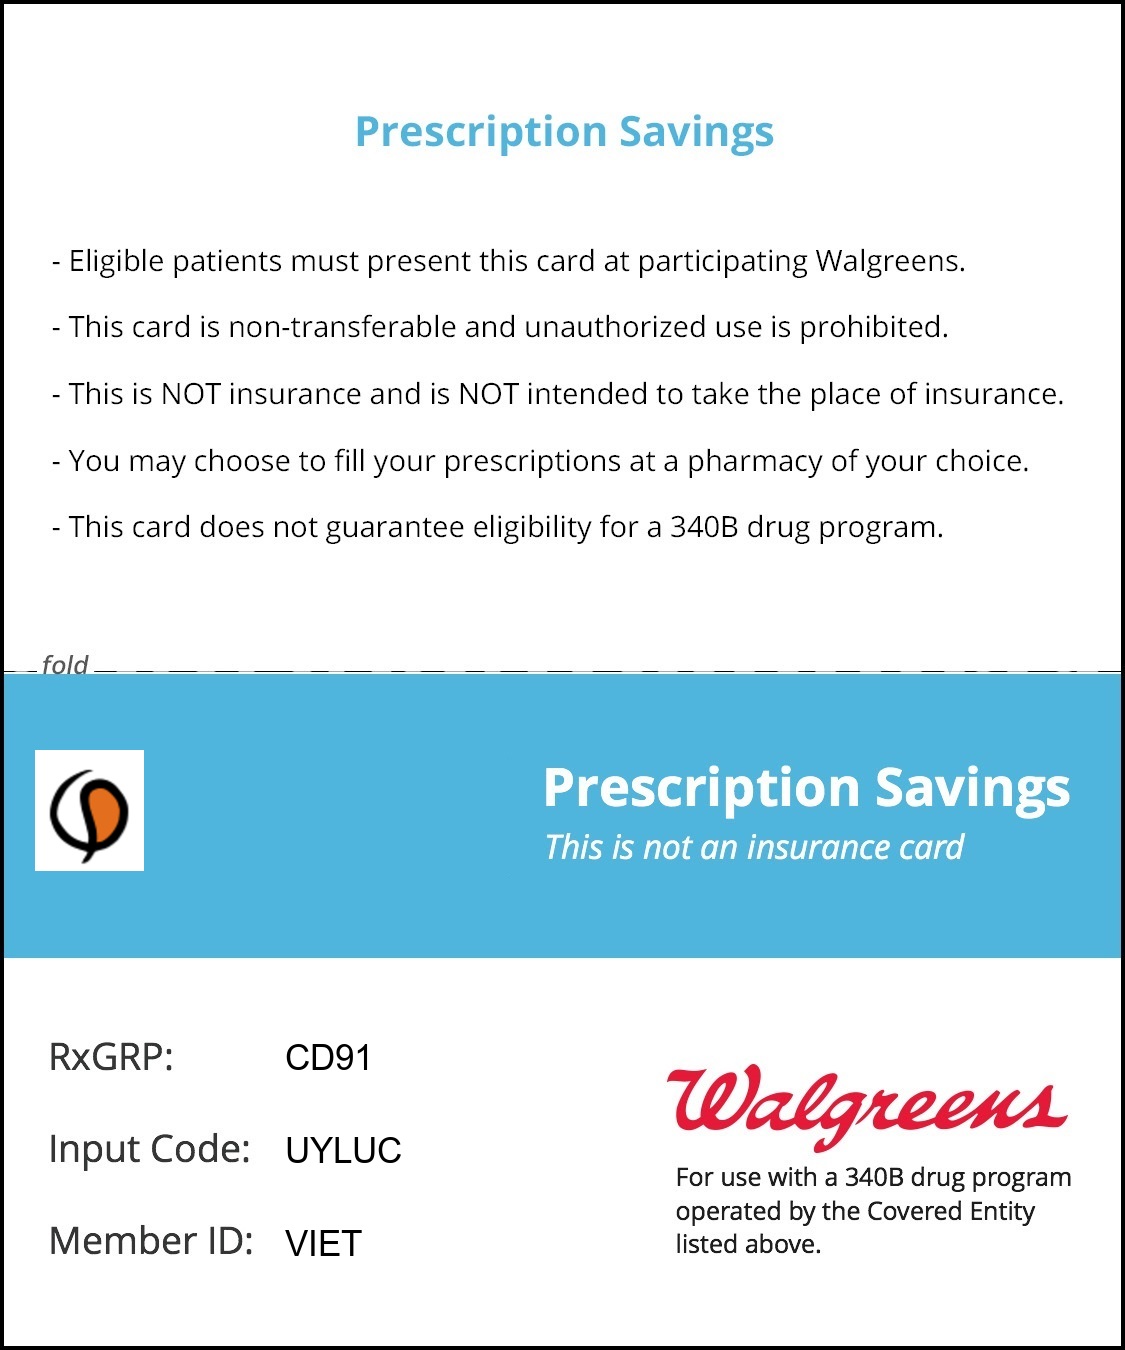 Prescription Savings
- Eligible patients must present this card at participating Walgreens.
- This card is non-transferable and unauthorized use is prohibited.
- This is NOT insurance and is NOT intended to take the place of insurance.
- You may choose to fill your prescriptions at a pharmacy of your choice.
- This card does not guarantee eligibility for a 340B drug program.
fold
Prescription Savings
This is not an insurance card
RxGRP: CD91
Input Code: UYLUC
Member ID: VIET
Walgreens
For use with a 340B drug program
operated by the Covered Entity
listed above.